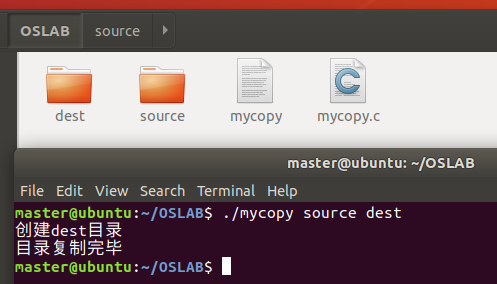 OSLAB source
dest source mycopy mycopy.c
master@ubuntu: ~/OSLAB
File Edit View Search Terminal Help
master@ubuntu:~/OSLAB$ ./mycopy source dest
创建dest目录
目录复制完毕
master@ubuntu:~/OSLAB$